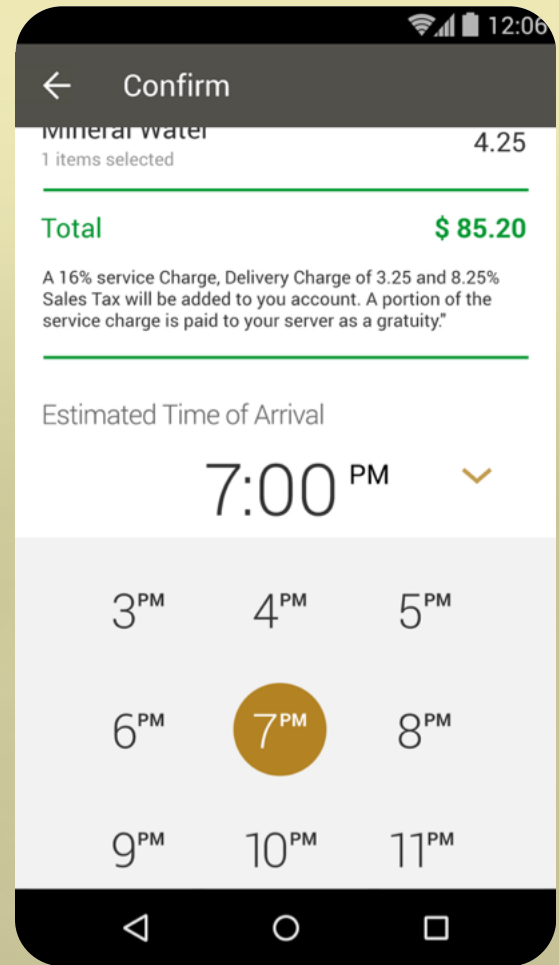 12:06
Confirm
Mineral Water
4.25
1 items selected
Total
$ 85.20
A 16% service Charge, Delivery Charge of 3.25 and 8.25%
Sales Tax will be added to you account. A portion of the
service charge is paid to your server as a gratuity."
Estimated Time of Arrival
7:00 PM
3PM 4PM 5PM
6PM 7PM 8PM
9PM 10PM 11PM